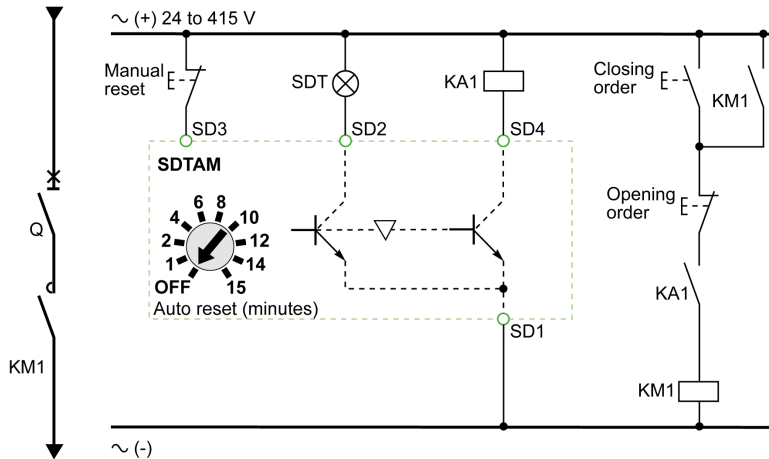 ∿ (+) 24 to 415 V
Manual
reset
SDT
KA1
Closing
order
KM1
SD3
SD2
SD4
SDTAM
Opening
order
Q
6 8
4 10
2 12
1 14
OFF 15
Auto reset (minutes)
KA1
SD1
KM1
KM1
∿ (-)